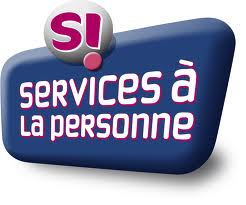 S!
services à
la personne